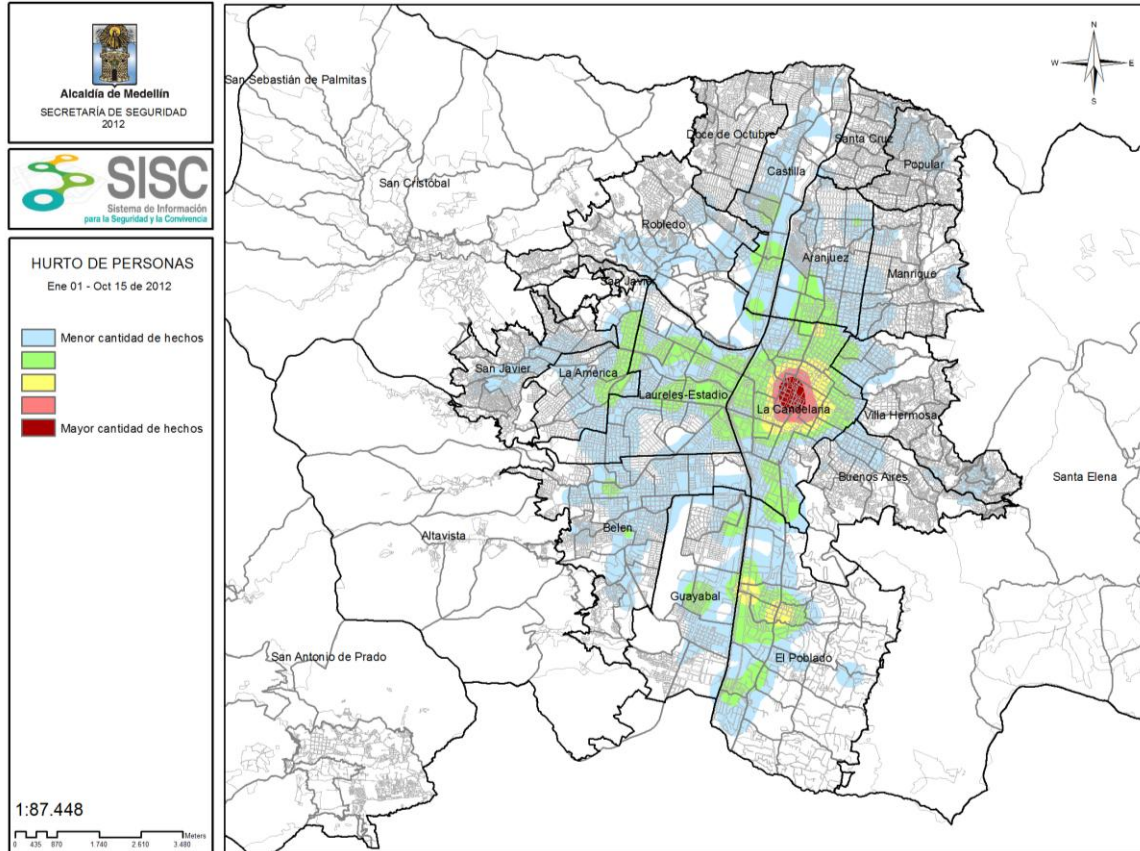 Alcaldía de Medellín
SECRETARÍA DE SEGURIDAD
2012
SISC
Sistema de Información
para la Seguridad y la Convivencia
HURTO DE PERSONAS
Ene 01 - Oct 15 de 2012
Menor cantidad de hechos
Mayor cantidad de hechos
1:87.448
Meters
0 435 870 1.740 2.610 3.480
N
W E
S
San Sebastián de Palmitas
Doce de Octubre
Santa Cruz
Popular
Castilla
San Cristóbal
Robledo
Aranjuez
Manrique
San Javier
San Javier
La América
Laureles-Estadio
La Candelaria
Villa Hermosa
Buenos Aires
Santa Elena
Belen
Altavista
Guayabal
San Antonio de Prado
El Poblado